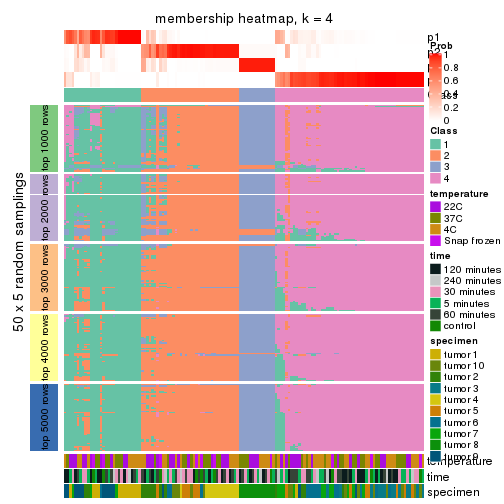 membership heatmap, k = 4
p1
p2
Prob
1
0.8
0.6
0.4
0.2
0
Class
1
2
3
4
temperature
22C
37C
4C
Snap frozen
time
120 minutes
240 minutes
30 minutes
5 minutes
60 minutes
control
specimen
tumor 1
tumor 10
tumor 2
tumor 3
tumor 4
tumor 5
tumor 6
tumor 7
tumor 8
tumor 9
50 x 5 random samplings
top 1000 rows
top 2000 rows
top 3000 rows
top 4000 rows
top 5000 rows
temperature
time
specimen